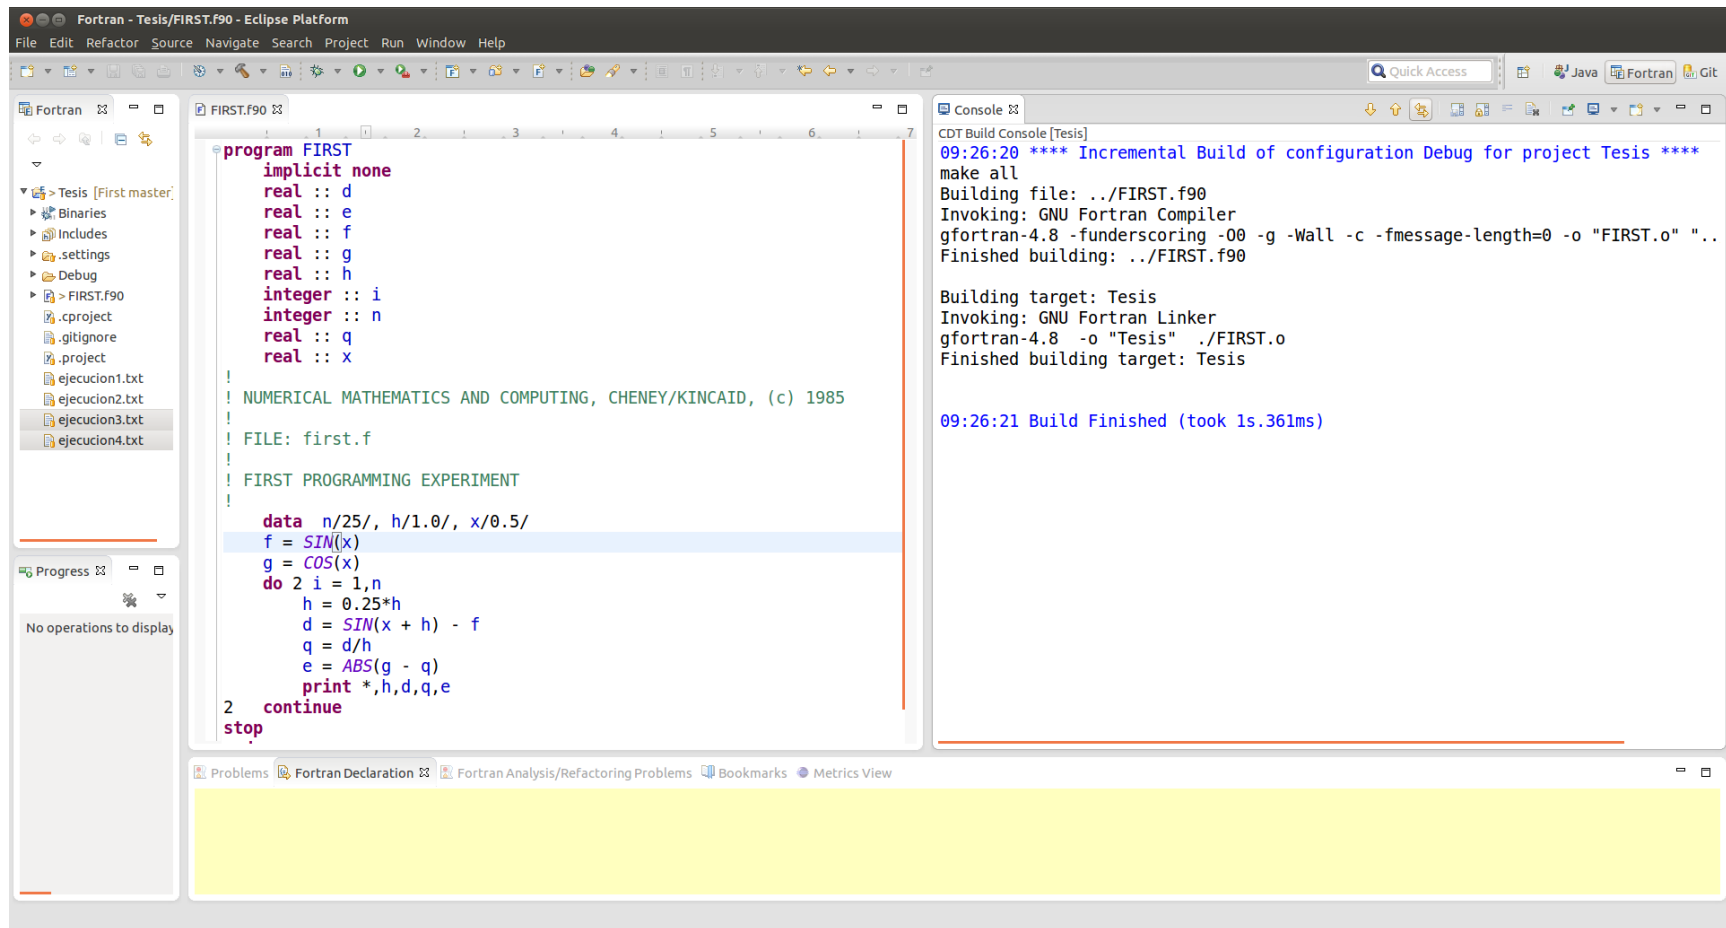 Fortran - Tesis/FIRST.f90 - Eclipse Platform
File Edit Refactor Source Navigate Search Project Run Window Help
Quick Access
Java
Fortran
Git
Fortran
> Tesis [First master]
Binaries
Includes
.settings
Debug
> FIRST.f90
.cproject
.gitignore
.project
ejecucion1.txt
ejecucion2.txt
ejecucion3.txt
ejecucion4.txt
Progress
No operations to display
FIRST.f90
1 2 3 4 5 6 7
program FIRST
implicit none
real :: d
real :: e
real :: f
real :: g
real :: h
integer :: i
integer :: n
real :: q
real :: x
!
! NUMERICAL MATHEMATICS AND COMPUTING, CHENEY/KINCAID, (c) 1985
!
! FILE: first.f
!
! FIRST PROGRAMMING EXPERIMENT
!
data  n/25/, h/1.0/, x/0.5/
f = SIN(x)
g = COS(x)
do 2 i = 1,n
h = 0.25*h
d = SIN(x + h) - f
q = d/h
e = ABS(g - q)
print *,h,d,q,e
2   continue
stop
Console
CDT Build Console [Tesis]
09:26:20 **** Incremental Build of configuration Debug for project Tesis ****
make all
Building file: ../FIRST.f90
Invoking: GNU Fortran Compiler
gfortran-4.8 -funderscoring -O0 -g -Wall -c -fmessage-length=0 -o "FIRST.o" "..
Finished building: ../FIRST.f90
Building target: Tesis
Invoking: GNU Fortran Linker
gfortran-4.8  -o "Tesis"  ./FIRST.o
Finished building target: Tesis
09:26:21 Build Finished (took 1s.361ms)
Problems
Fortran Declaration
Fortran Analysis/Refactoring Problems
Bookmarks
Metrics View